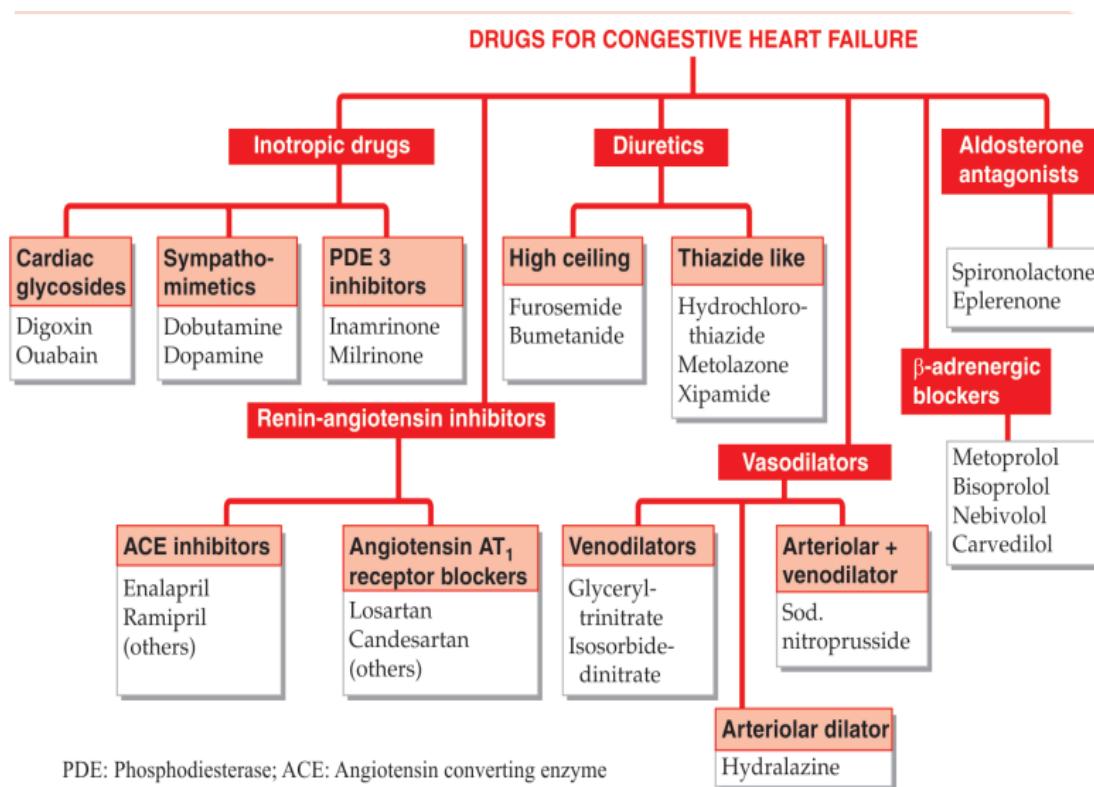 DRUGS FOR CONGESTIVE HEART FAILURE
Inotropic drugs
Diuretics
Aldosterone
antagonists
Cardiac
glycosides
Digoxin
Ouabain
Sympatho-
mimetics
Dobutamine
Dopamine
PDE 3
inhibitors
Inamrinone
Milrinone
High ceiling
Furosemide
Bumetanide
Thiazide like
Hydrochloro-
thiazide
Metolazone
Xipamide
Spironolactone
Eplerenone
β-adrenergic
blockers
Metoprolol
Bisoprolol
Nebivolol
Carvedilol
Renin-angiotensin inhibitors
Vasodilators
ACE inhibitors
Enalapril
Ramipril
(others)
Angiotensin AT₁
receptor blockers
Losartan
Candesartan
(others)
Venodilators
Glyceryl-
trinitrate
Isosorbide-
dinitrate
Arteriolar +
venodilator
Sod.
nitroprusside
Arteriolar dilator
Hydralazine
PDE: Phosphodiesterase; ACE: Angiotensin converting enzyme